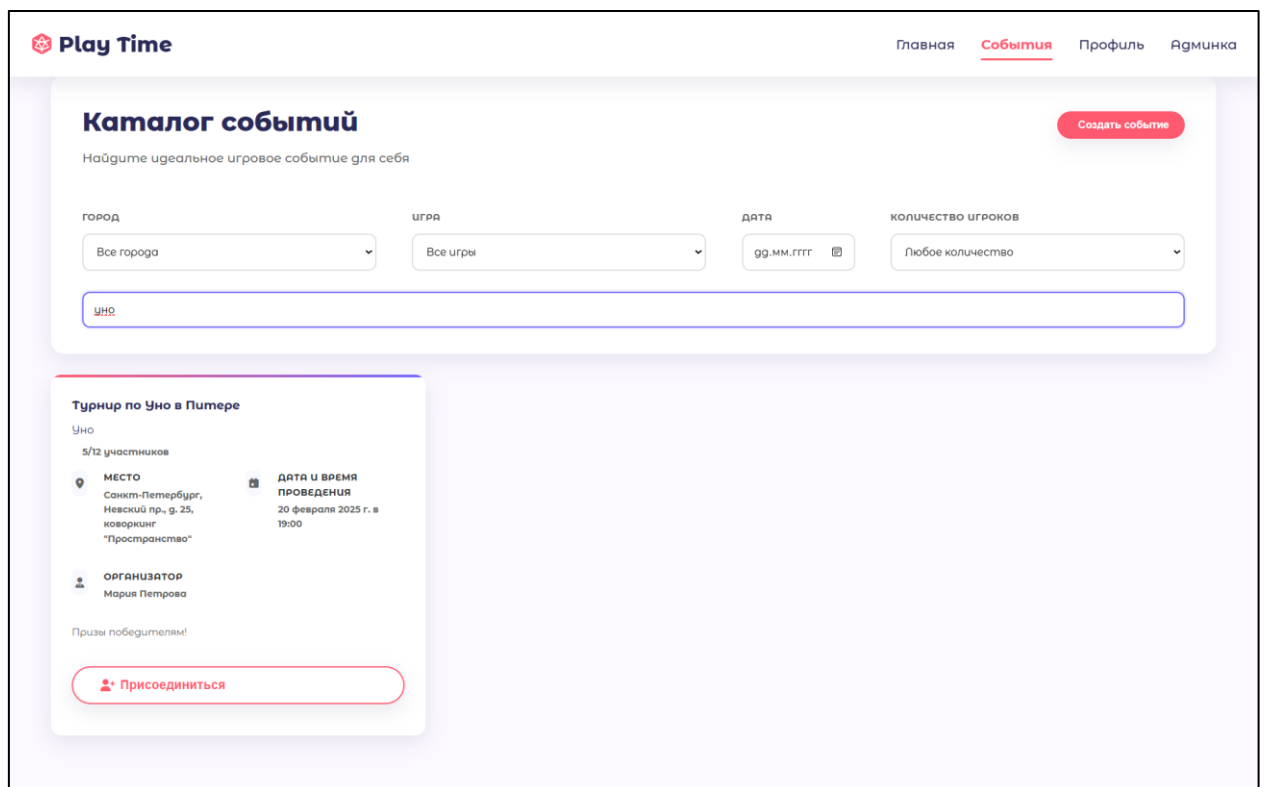 Play Time
Главная События Профиль Админка
Каталог событий
Создать событие
Найдите идеальное игровое событие для себя
ГОРОД ИГРА ДАТА КОЛИЧЕСТВО ИГРОКОВ
Все города Все игры дд.мм.гггг Любое количество
уно
Турнир по Уно в Питере
Уно
5/12 участников
МЕСТО
Санкт-Петербург,
Невский пр., д. 25,
коворкинг
"Пространство"
ДАТА И ВРЕМЯ
ПРОВЕДЕНИЯ
20 февраля 2025 г. в
19:00
ОРГАНИЗАТОР
Мария Петрова
Призы победителям!
Присоединиться